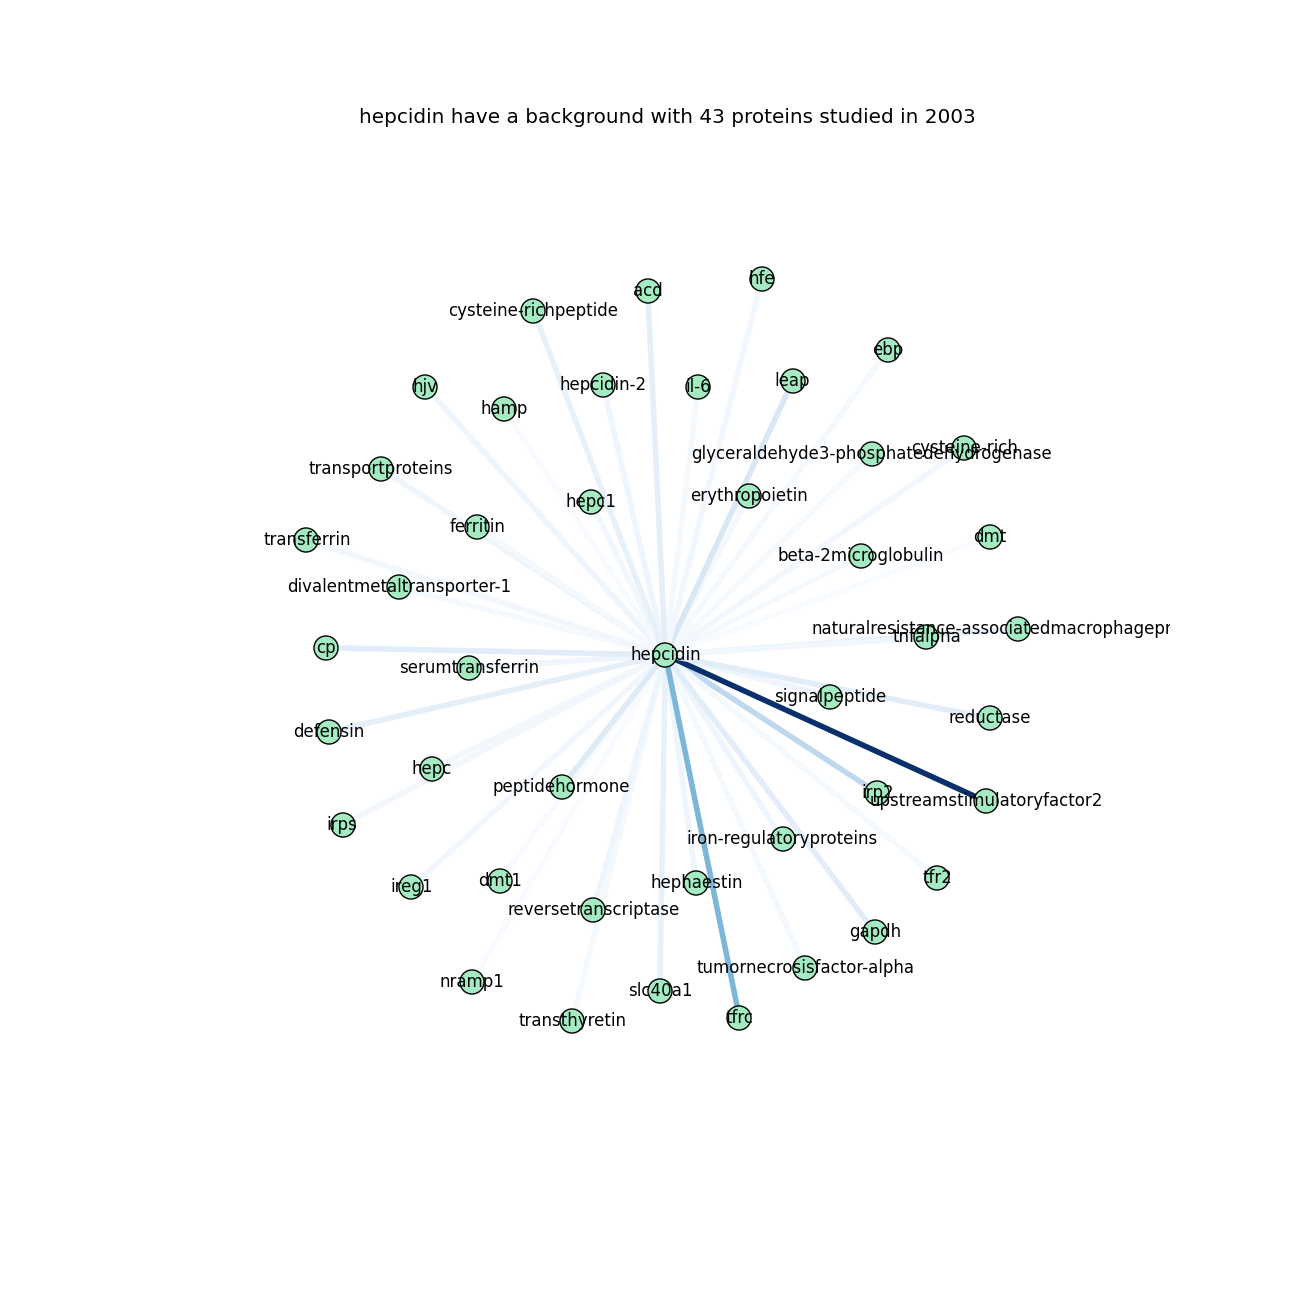 hepcidin have a background with 43 proteins studied in 2003
hfe
acd
cysteine-richpeptide
ebp
leap
hepcidin-2
il-6
hjv
hamp
cysteine-rich
glyceraldehyde3-phosphatedehydrogenase
transportproteins
erythropoietin
hepc1
ferritin
dmt
transferrin
beta-2microglobulin
divalentmetaltransporter-1
naturalresistance-associatedmacrophagepr
tnfalpha
cp
hepcidin
serumtransferrin
signalpeptide
reductase
defensin
hepc
peptidehormone
irp2
upstreamstimulatoryfactor2
irps
iron-regulatoryproteins
tfr2
dmt1
hephaestin
ireg1
reversetranscriptase
gapdh
tumornecrosisfactor-alpha
nramp1
slc40a1
tfrc
transthyretin